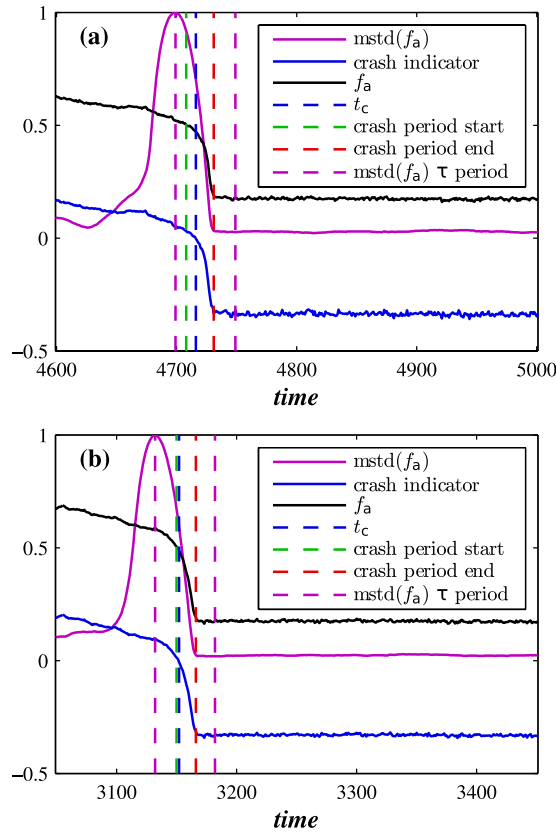 1
(a)
mstd(fₐ)
crash indicator
fₐ
t_c
crash period start
crash period end
mstd(fₐ) τ period
0.5
0
−0.5
4600 4700 4800 4900 5000
time
1
(b)
mstd(fₐ)
crash indicator
fₐ
t_c
crash period start
crash period end
mstd(fₐ) τ period
0.5
0
−0.5
3100 3200 3300 3400
time